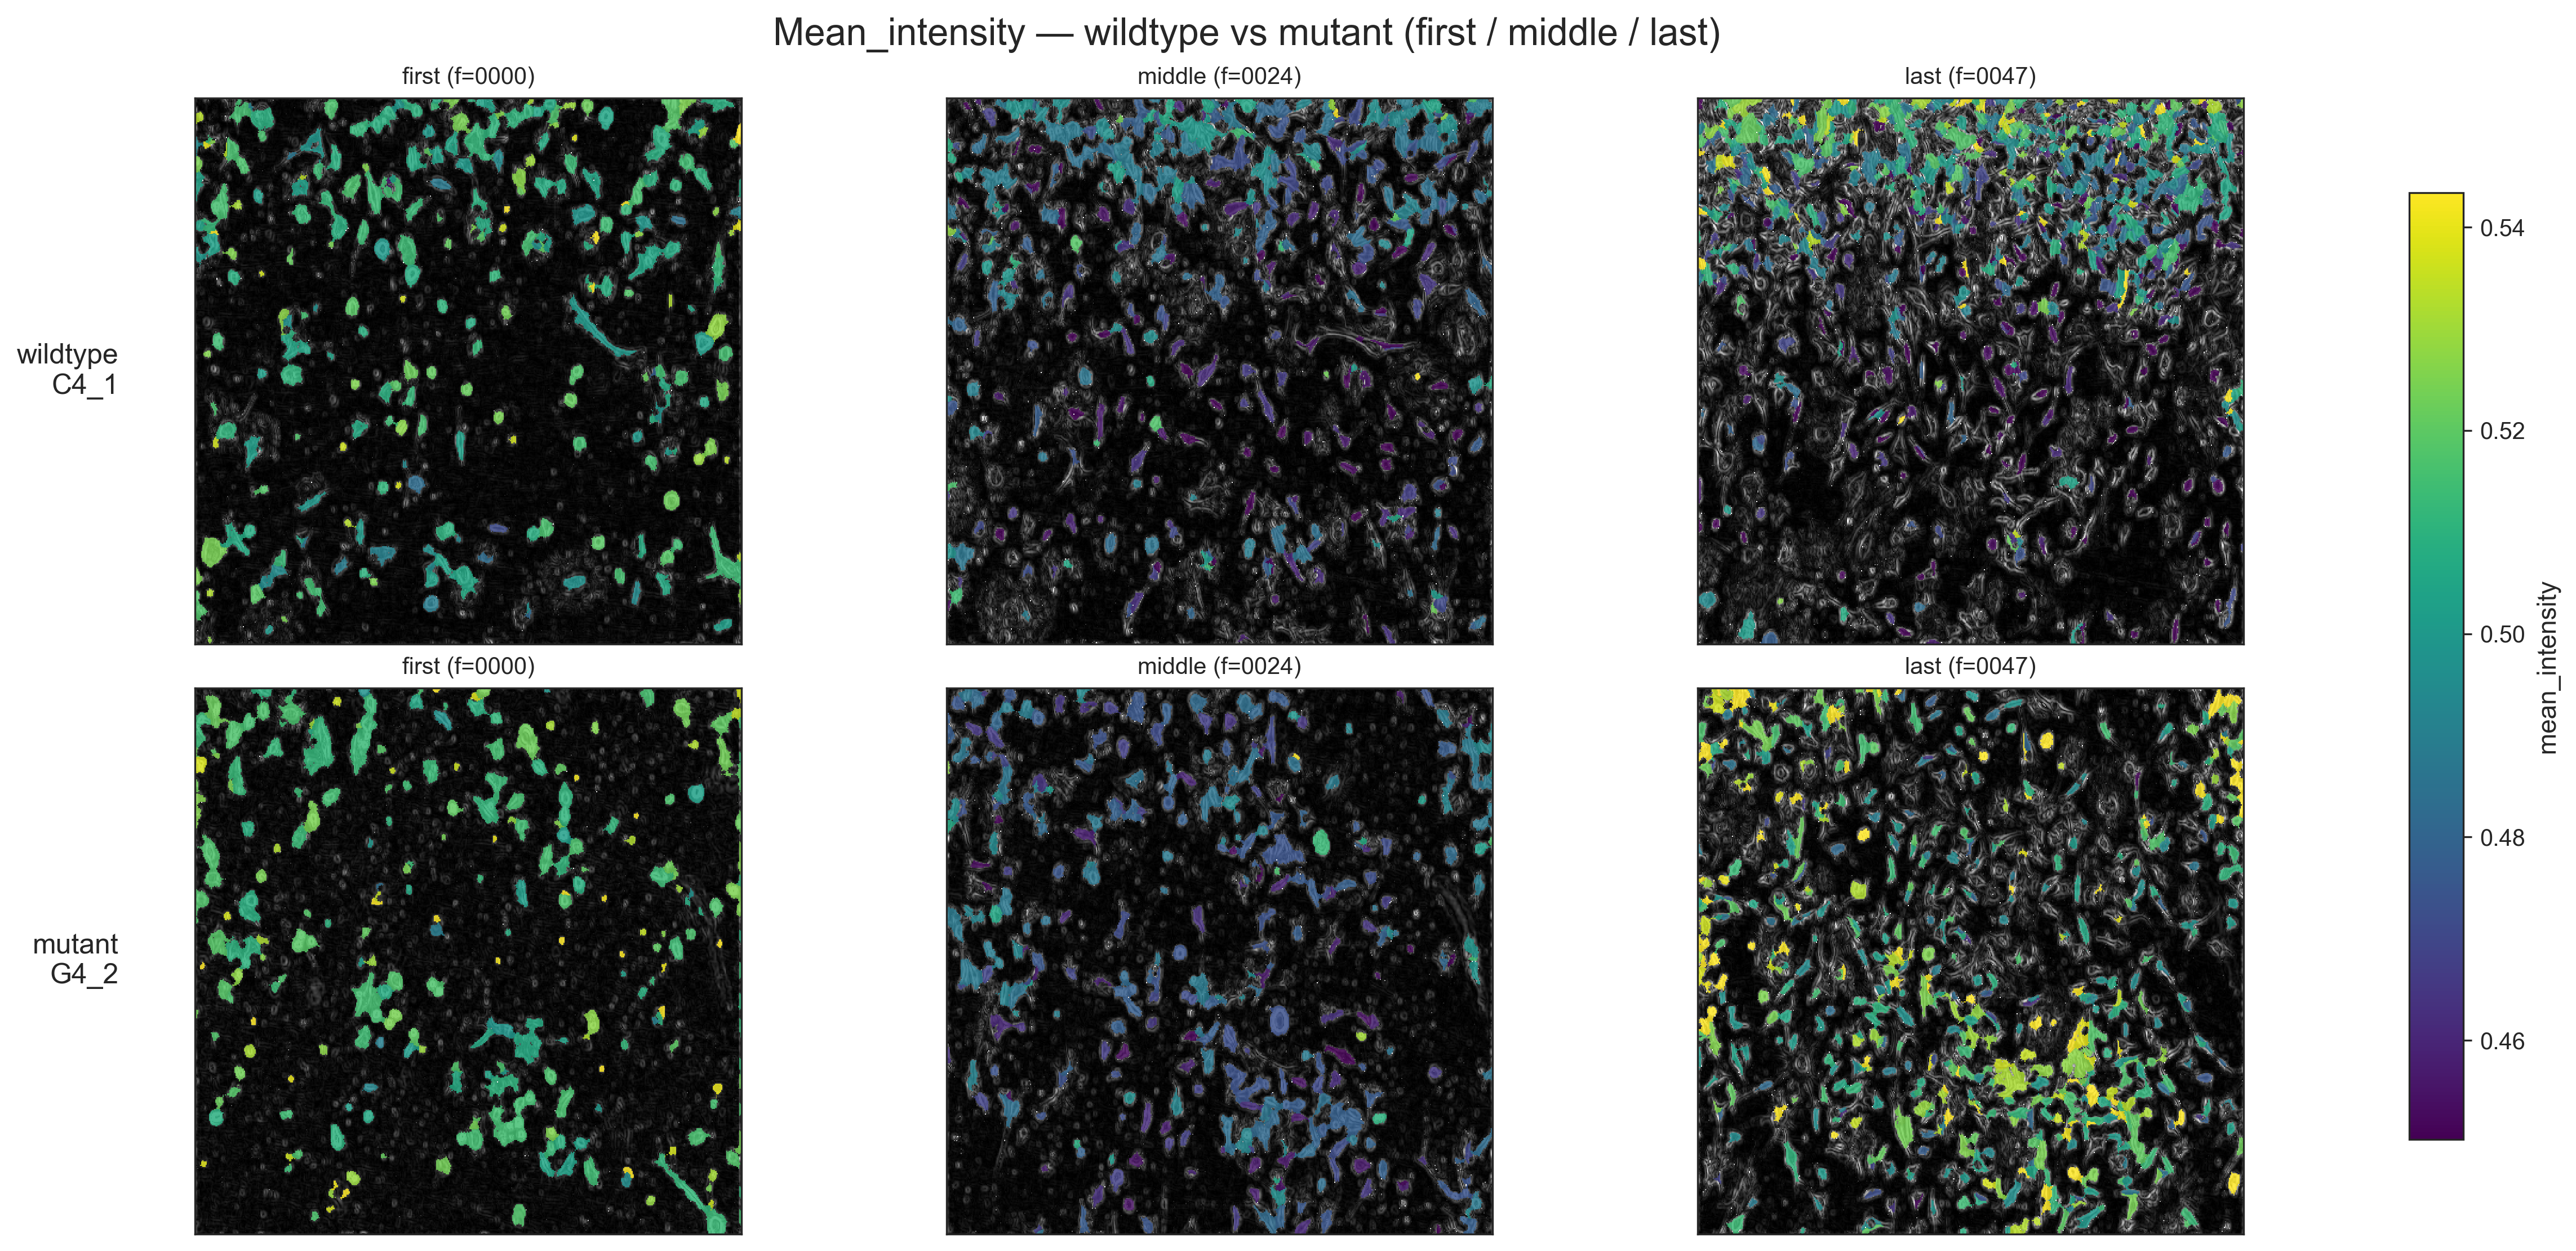 Mean_intensity — wildtype vs mutant (first / middle / last)
first (f=0000)
middle (f=0024)
last (f=0047)
wildtype
C4_1
first (f=0000)
middle (f=0024)
last (f=0047)
mutant
G4_2
0.54
0.52
0.50
0.48
0.46
mean_intensity